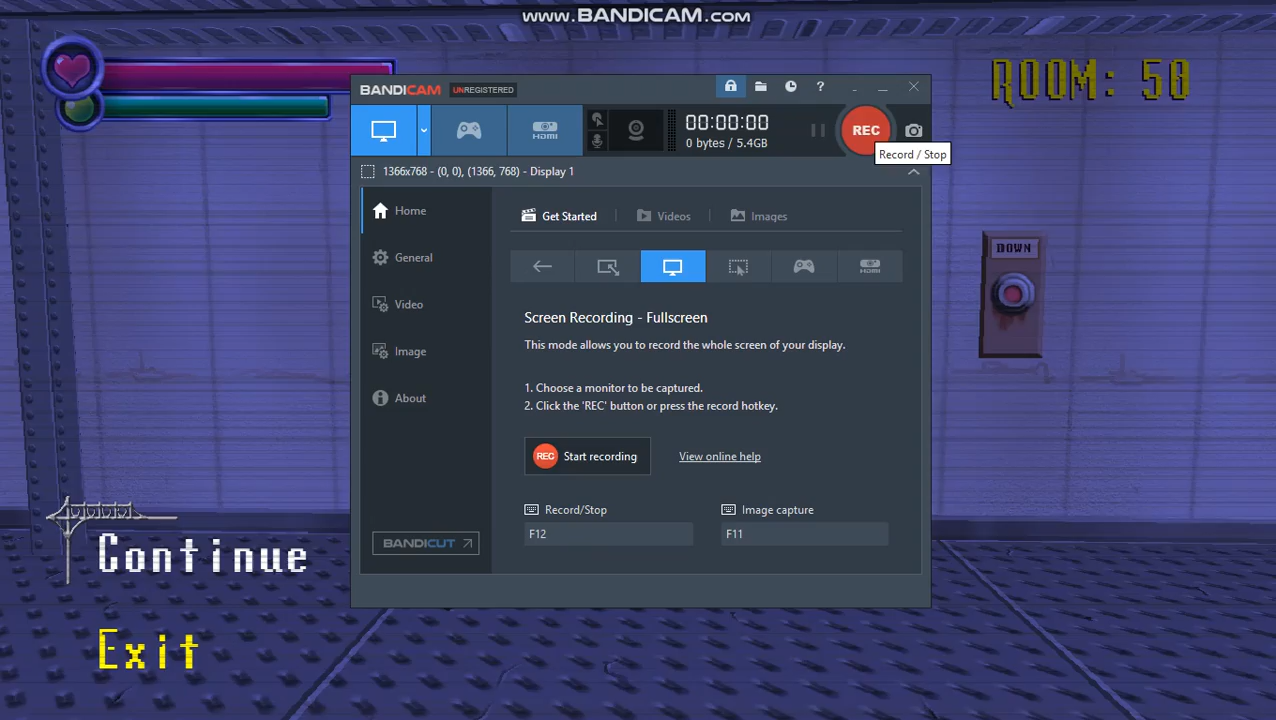 www.BANDICAM.com
ROOM: 50
BANDICAM UNREGISTERED
?
HDMI
00:00:00
0 bytes / 5.4GB
REC
Record / Stop
1366x768 - (0, 0), (1366, 768) - Display 1
Home
General
Video
Image
About
BANDICUT
Get Started
Videos
Images
HDMI
Screen Recording - Fullscreen
This mode allows you to record the whole screen of your display.
1. Choose a monitor to be captured.
2. Click the 'REC' button or press the record hotkey.
REC Start recording
View online help
Record/Stop
Image capture
F12
F11
DOWN
Continue
Exit